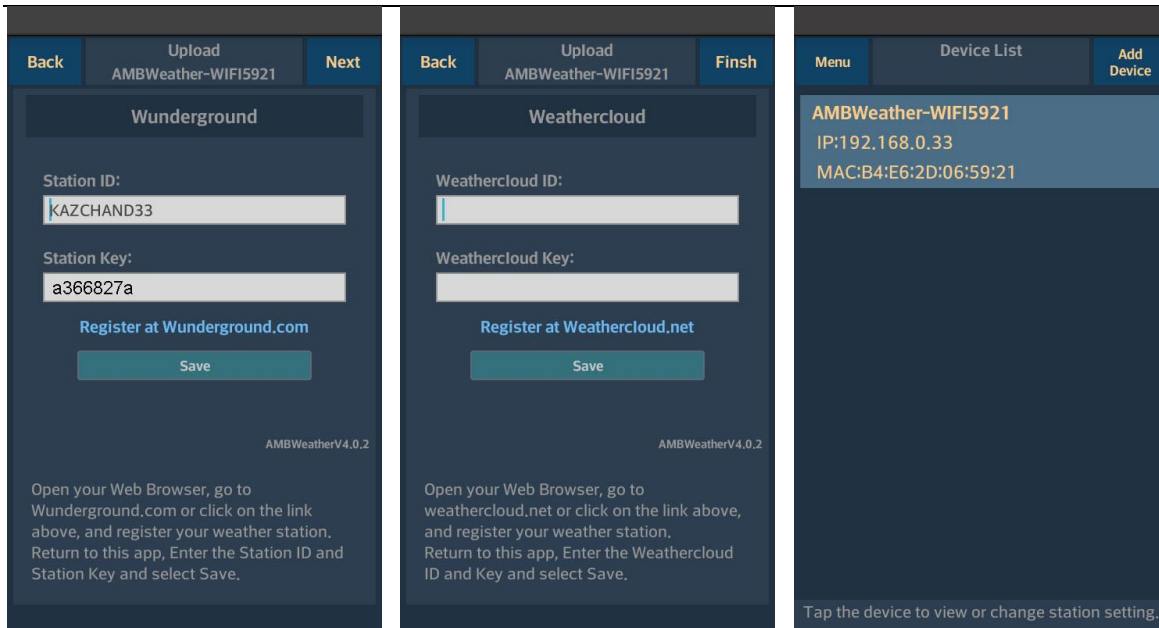 Back
Upload
AMBWeather-WIFI5921
Next
Wunderground
Station ID:
KAZCHAND33
Station Key:
a366827a
Register at Wunderground.com
Save
AMBWeatherV4.0.2
Open your Web Browser, go to
Wunderground.com or click on the link
above, and register your weather station.
Return to this app, Enter the Station ID and
Station Key and select Save.
Back
Upload
AMBWeather-WIFI5921
Finsh
Weathercloud
Weathercloud ID:
Weathercloud Key:
Register at Weathercloud.net
Save
AMBWeatherV4.0.2
Open your Web Browser, go to
weathercloud.net or click on the link above,
and register your weather station.
Return to this app, Enter the Weathercloud
ID and Key and select Save.
Menu
Device List
Add
Device
AMBWeather-WIFI5921
IP:192.168.0.33
MAC:B4:E6:2D:06:59:21
Tap the device to view or change station setting.